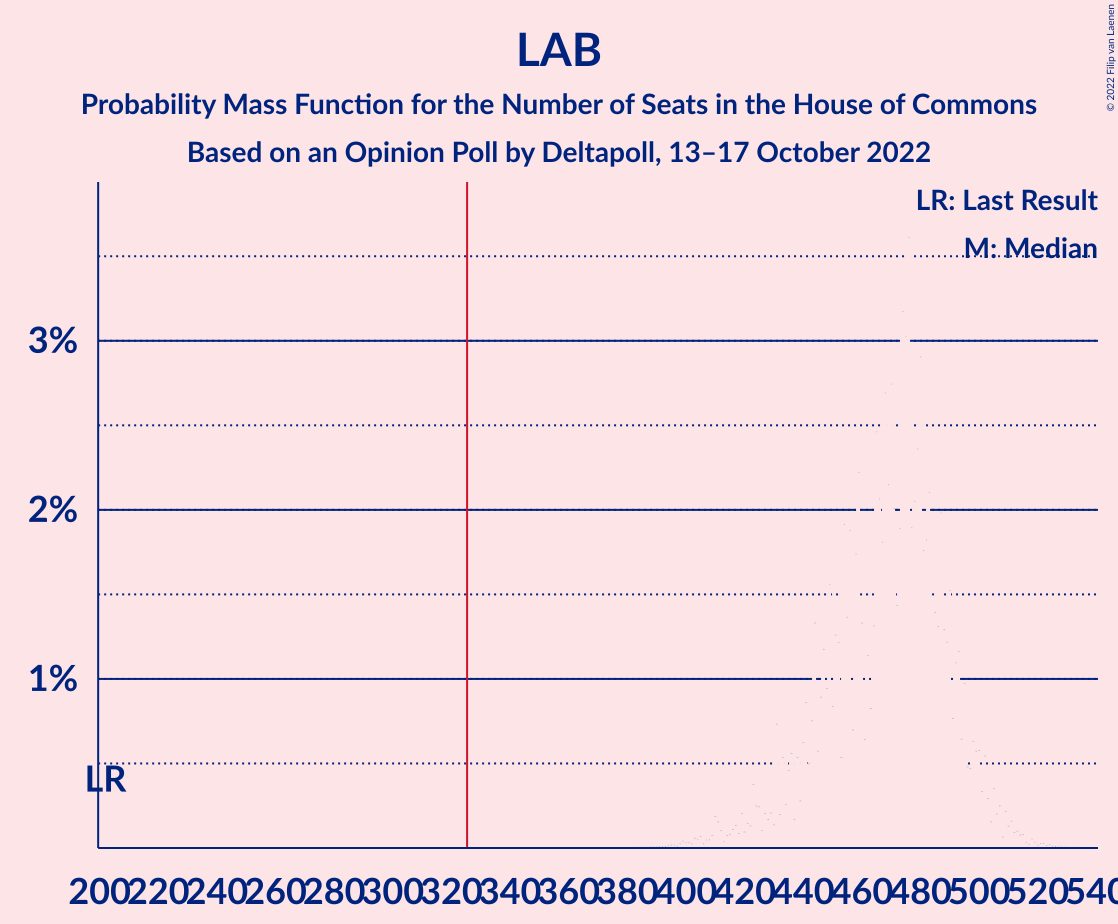 LAB
Probability Mass Function for the Number of Seats in the House of Commons
Based on an Opinion Poll by Deltapoll, 13–17 October 2022
© 2022 Filip van Laenen
LR: Last Result
M: Median
3%
2%
1%
LR
200 220 240 260 280 300 320 340 360 380 400 420 440 460 480 500 520 540